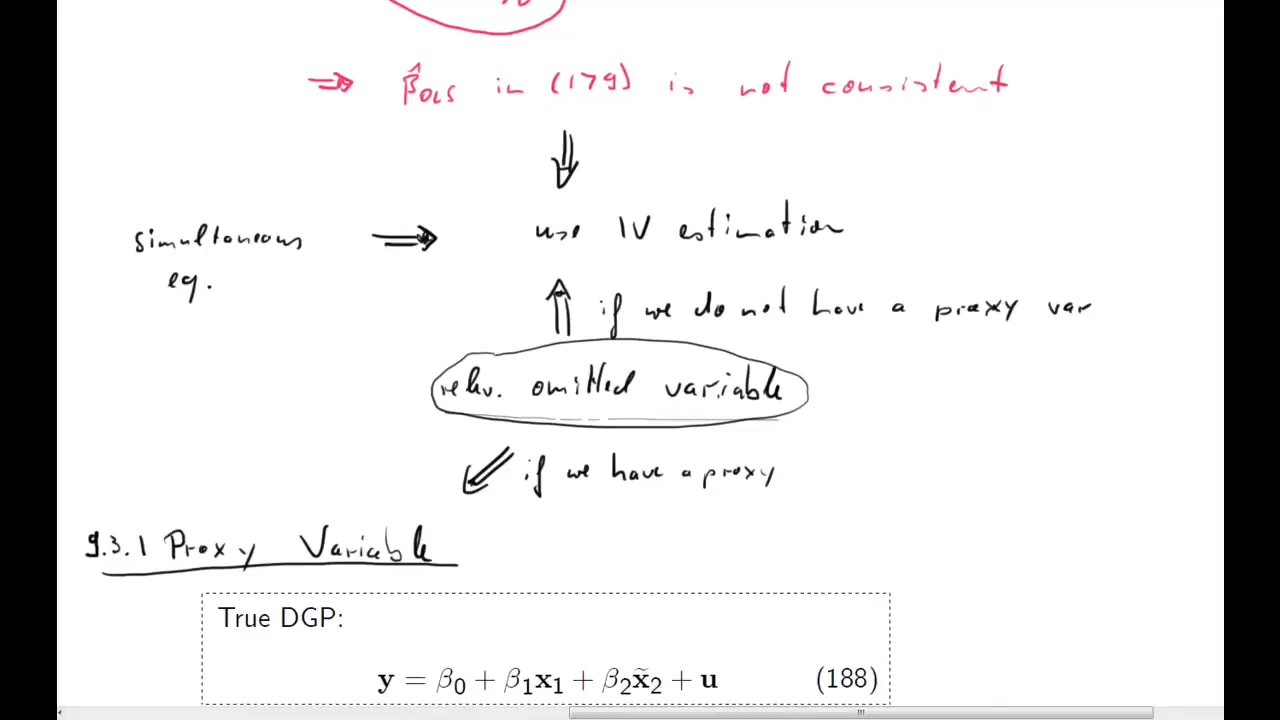 ⇒ β̂OLS in (179) is not consistent
⇓
simultaneous ⇒ use IV estimation
eq.
⇑ if we do not have a proxy var
relev. omitted variable
⇙ if we have a proxy
9.3.1 Proxy Variable
True DGP:
y = β₀ + β₁x₁ + β₂x̃₂ + u (188)